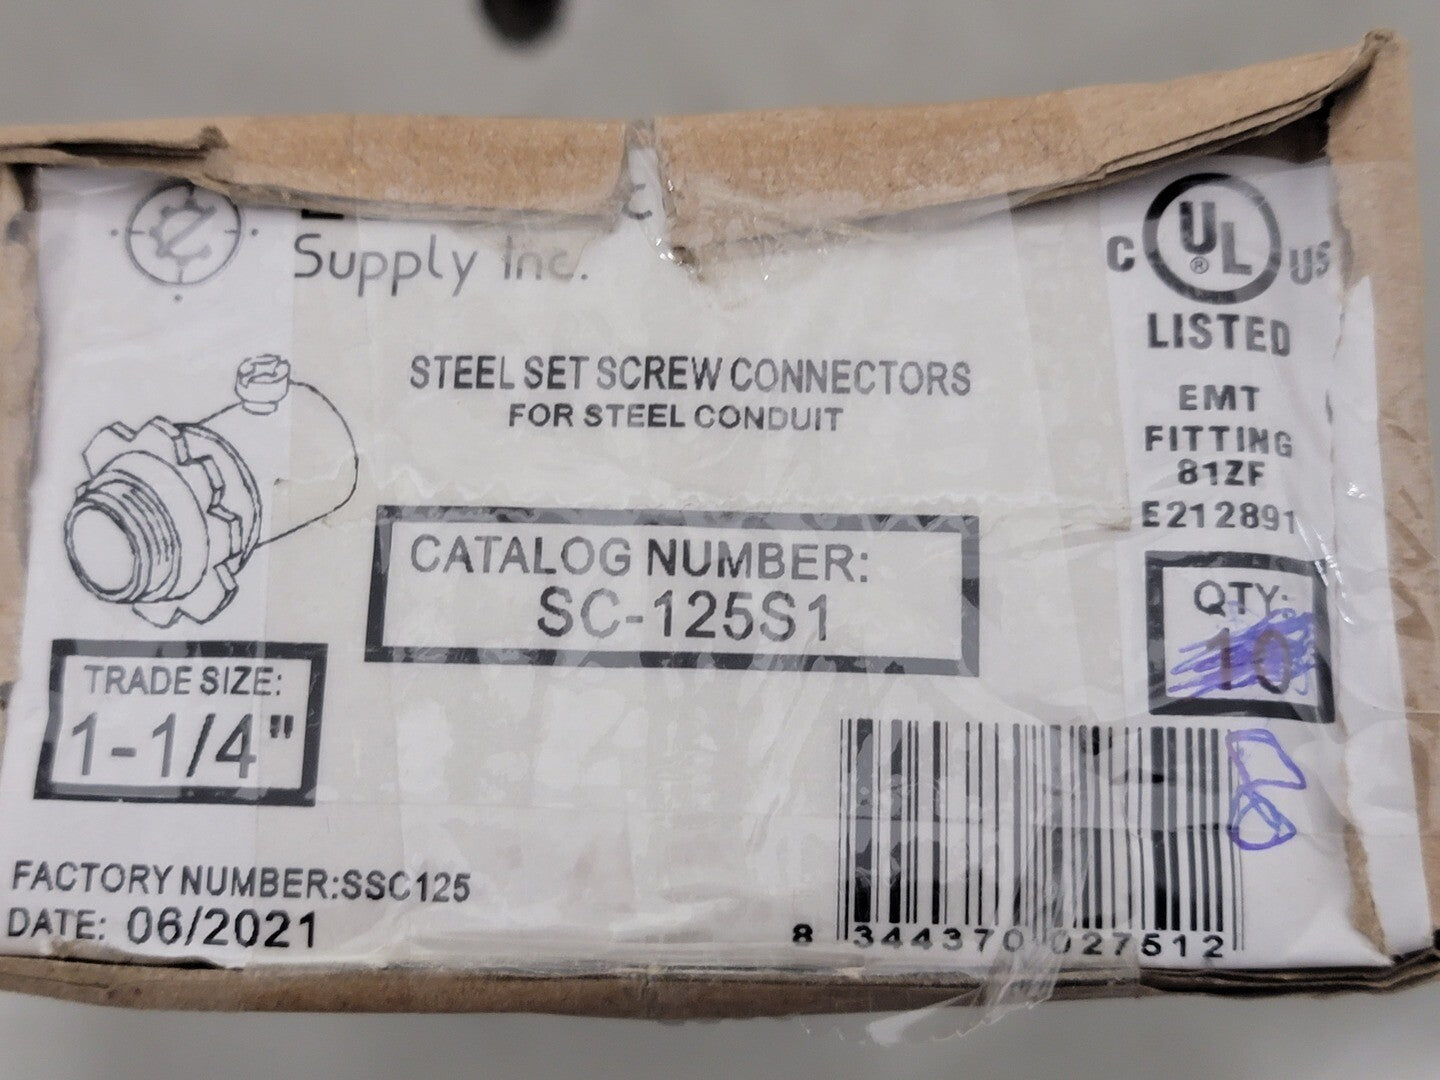 Supply Inc.
C UL® US
LISTED
STEEL SET SCREW CONNECTORS
FOR STEEL CONDUIT
EMT
FITTING
81ZF
E212891
CATALOG NUMBER:
SC-125S1
QTY:
10
8
TRADE SIZE:
1-1/4"
FACTORY NUMBER:SSC125
DATE: 06/2021
8 344370 027512